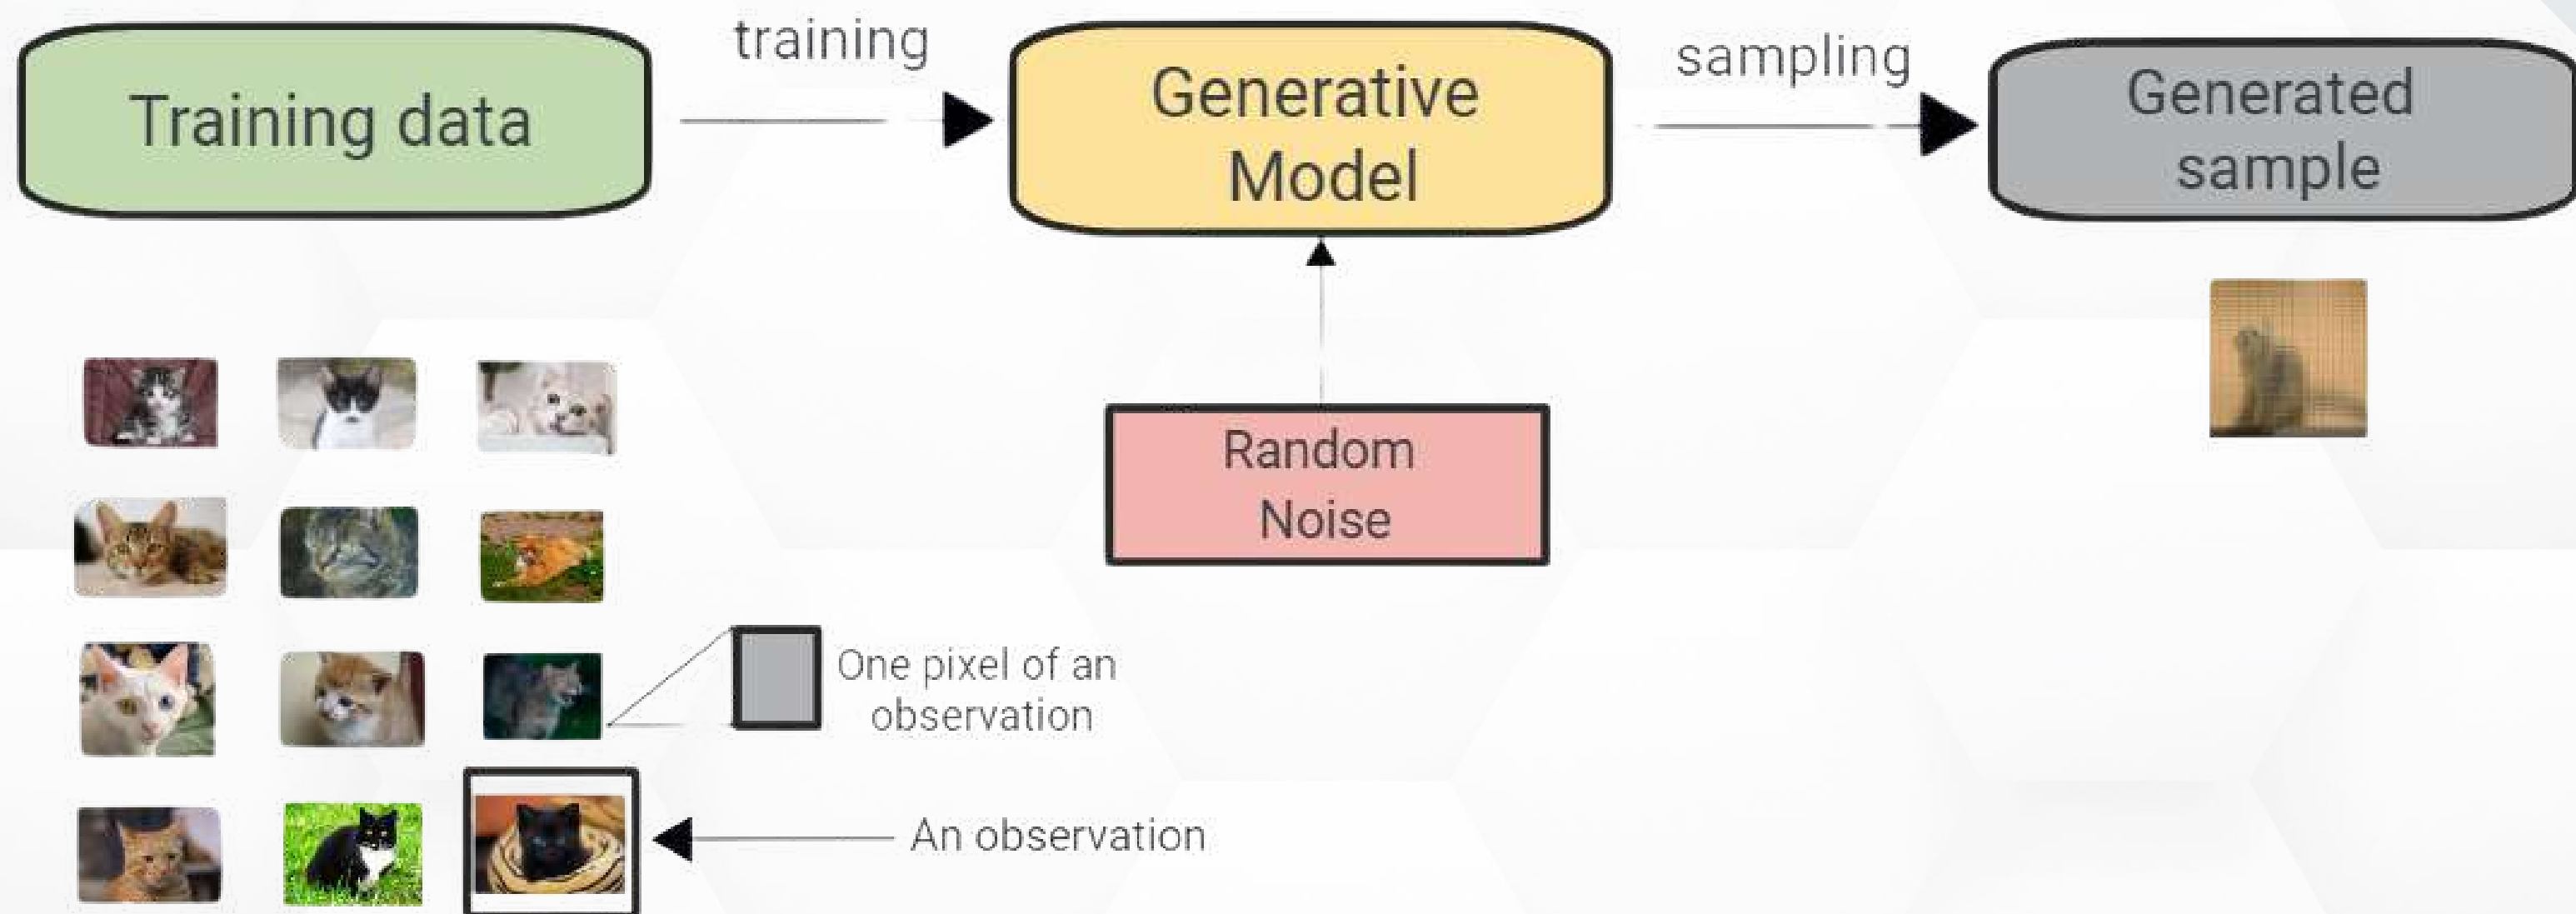 Training data
training
Generative
Model
sampling
Generated
sample
Random
Noise
One pixel of an
observation
An observation